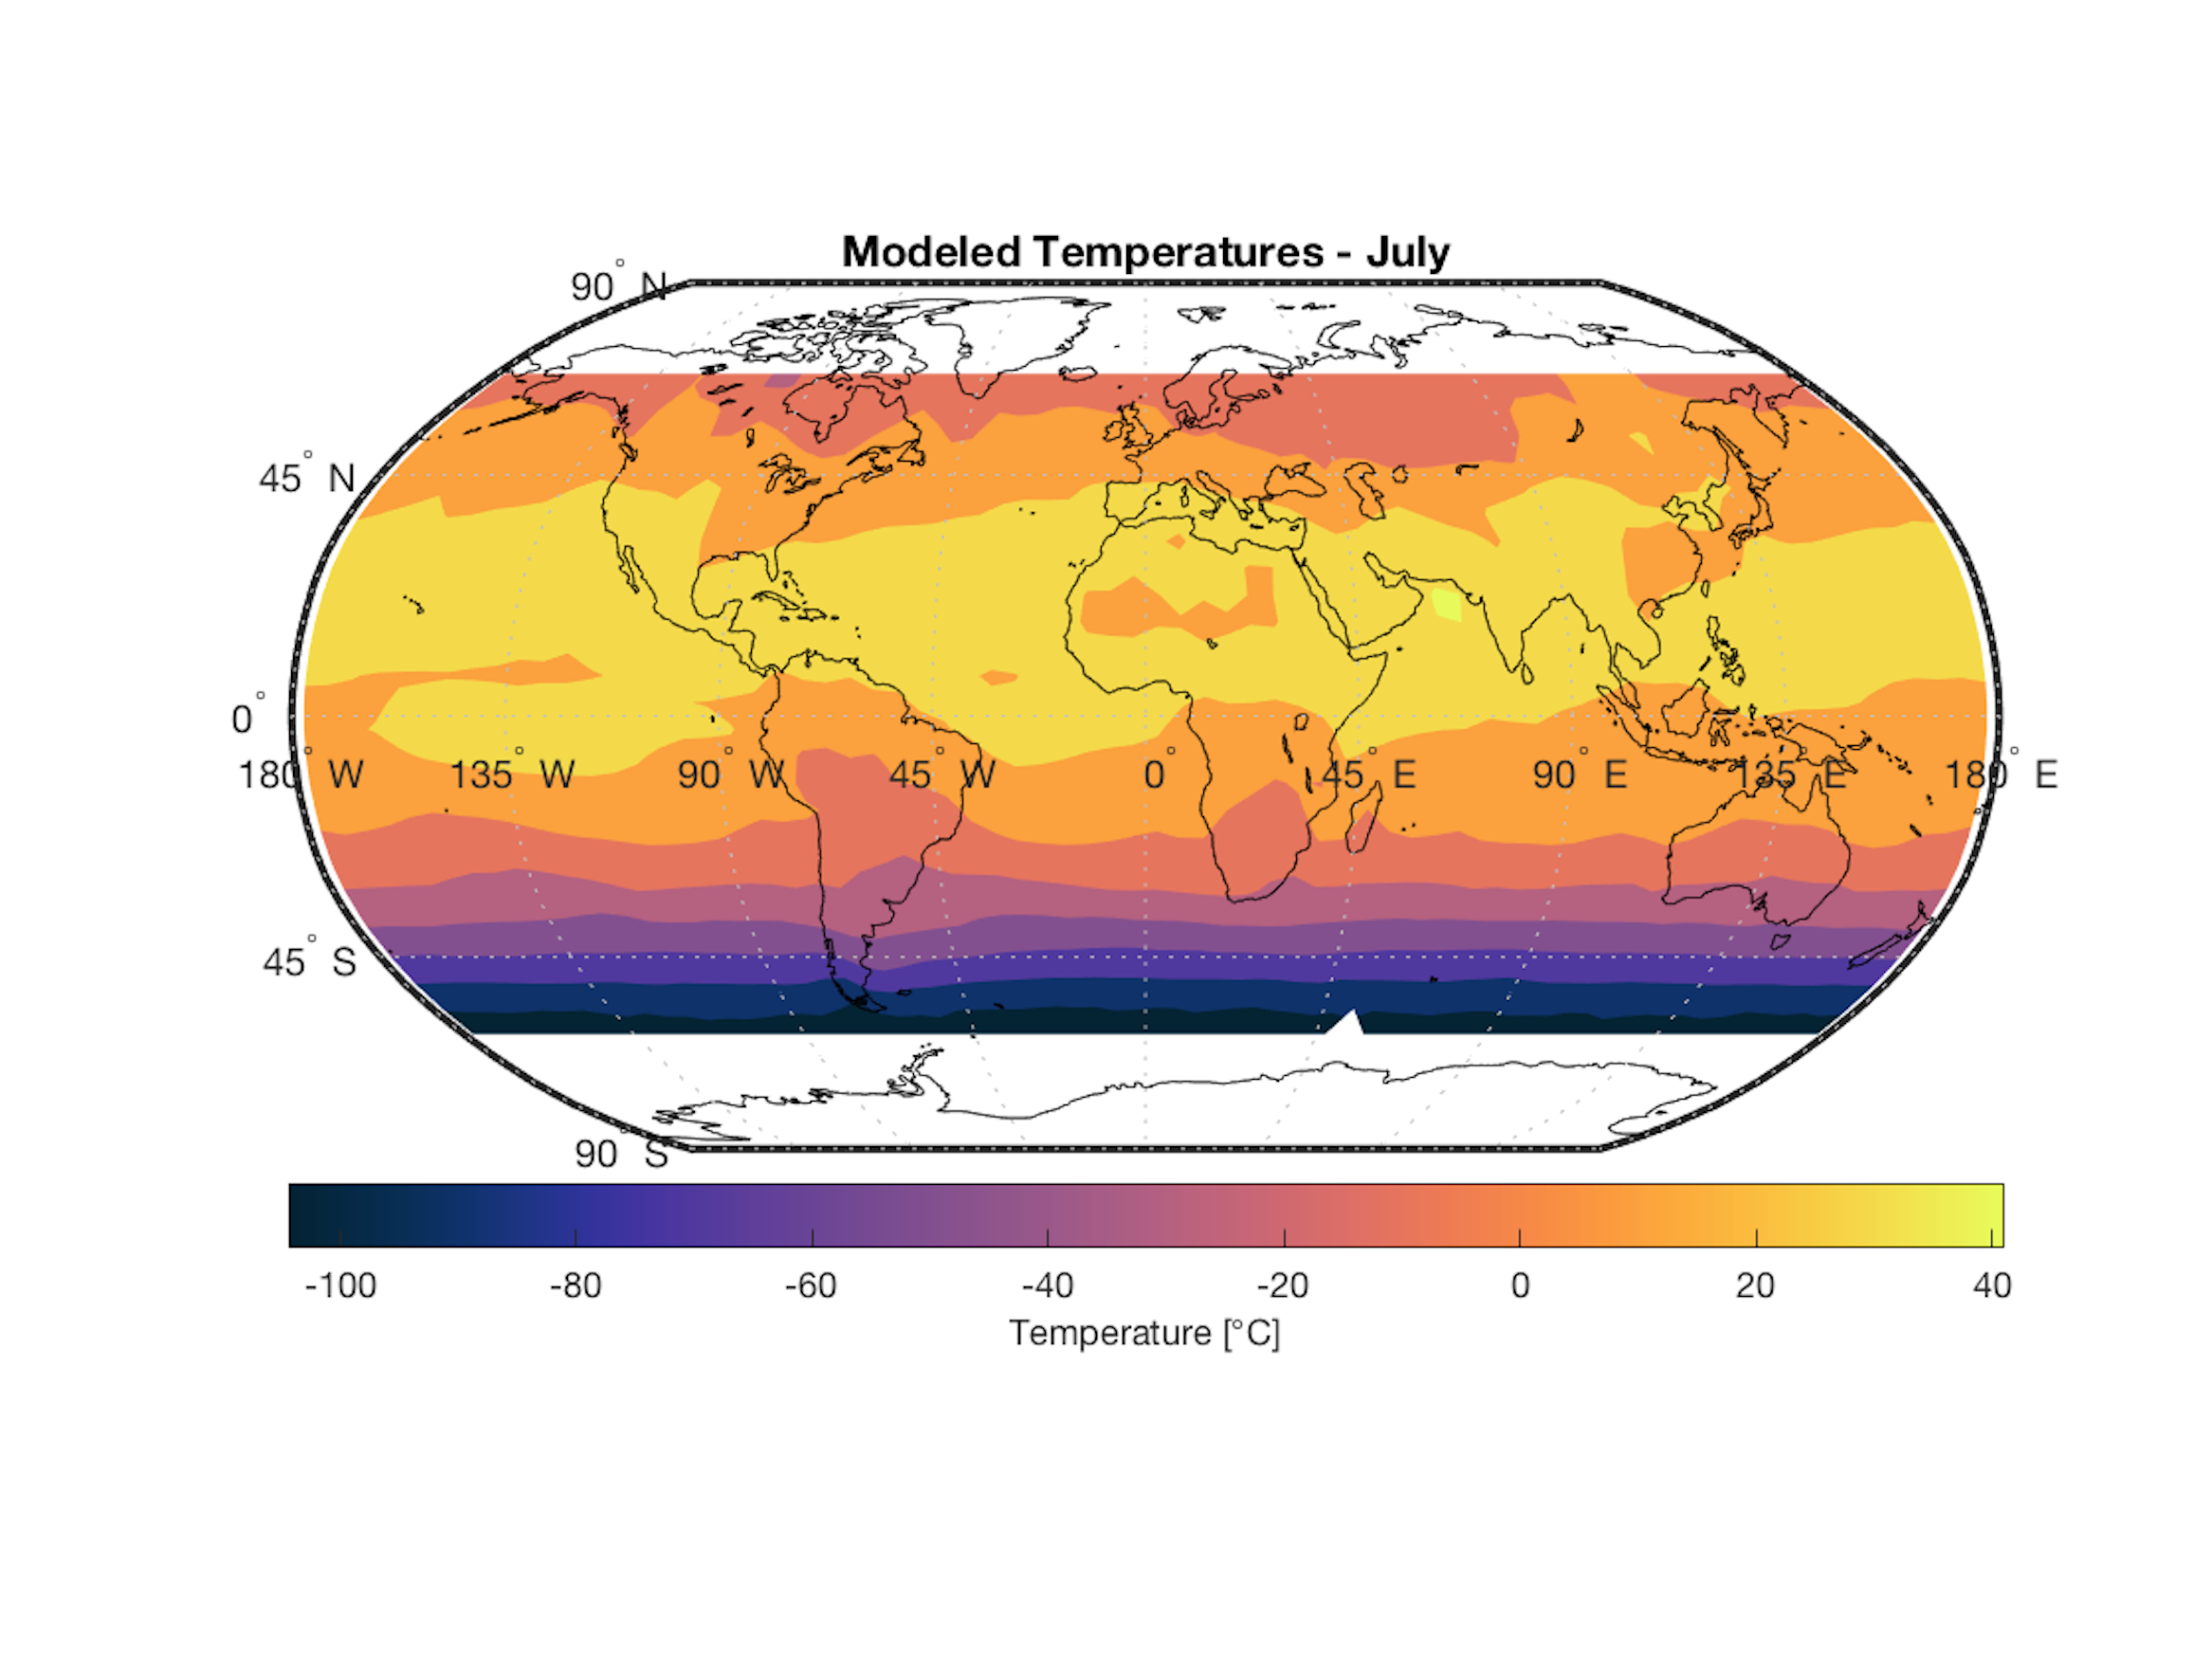 Modeled Temperatures - July
90° N
45° N
0°
180° W 135° W 90° W 45° W 0° 45° E 90° E 135° E 180° E
45° S
90° S
-100 -80 -60 -40 -20 0 20 40
Temperature [°C]